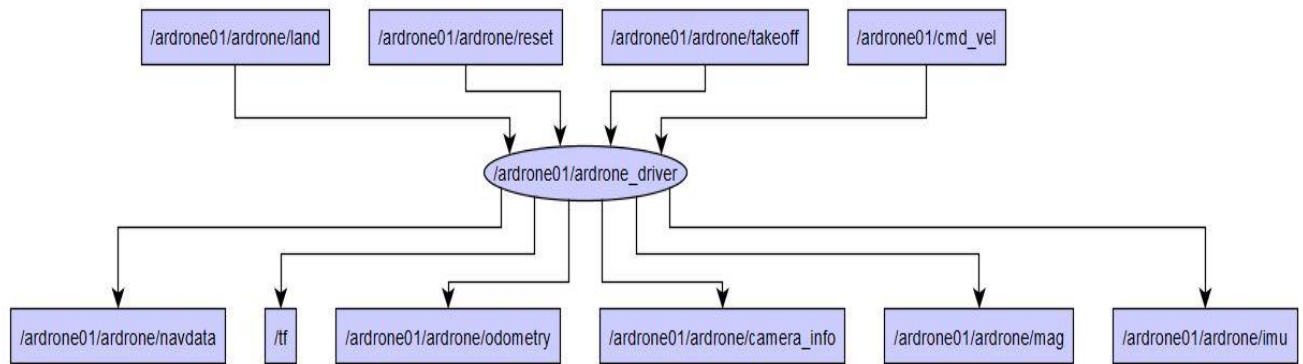 /ardrone01/ardrone/land
/ardrone01/ardrone/reset
/ardrone01/ardrone/takeoff
/ardrone01/cmd_vel
/ardrone01/ardrone_driver
/ardrone01/ardrone/navdata
/tf
/ardrone01/ardrone/odometry
/ardrone01/ardrone/camera_info
/ardrone01/ardrone/mag
/ardrone01/ardrone/imu